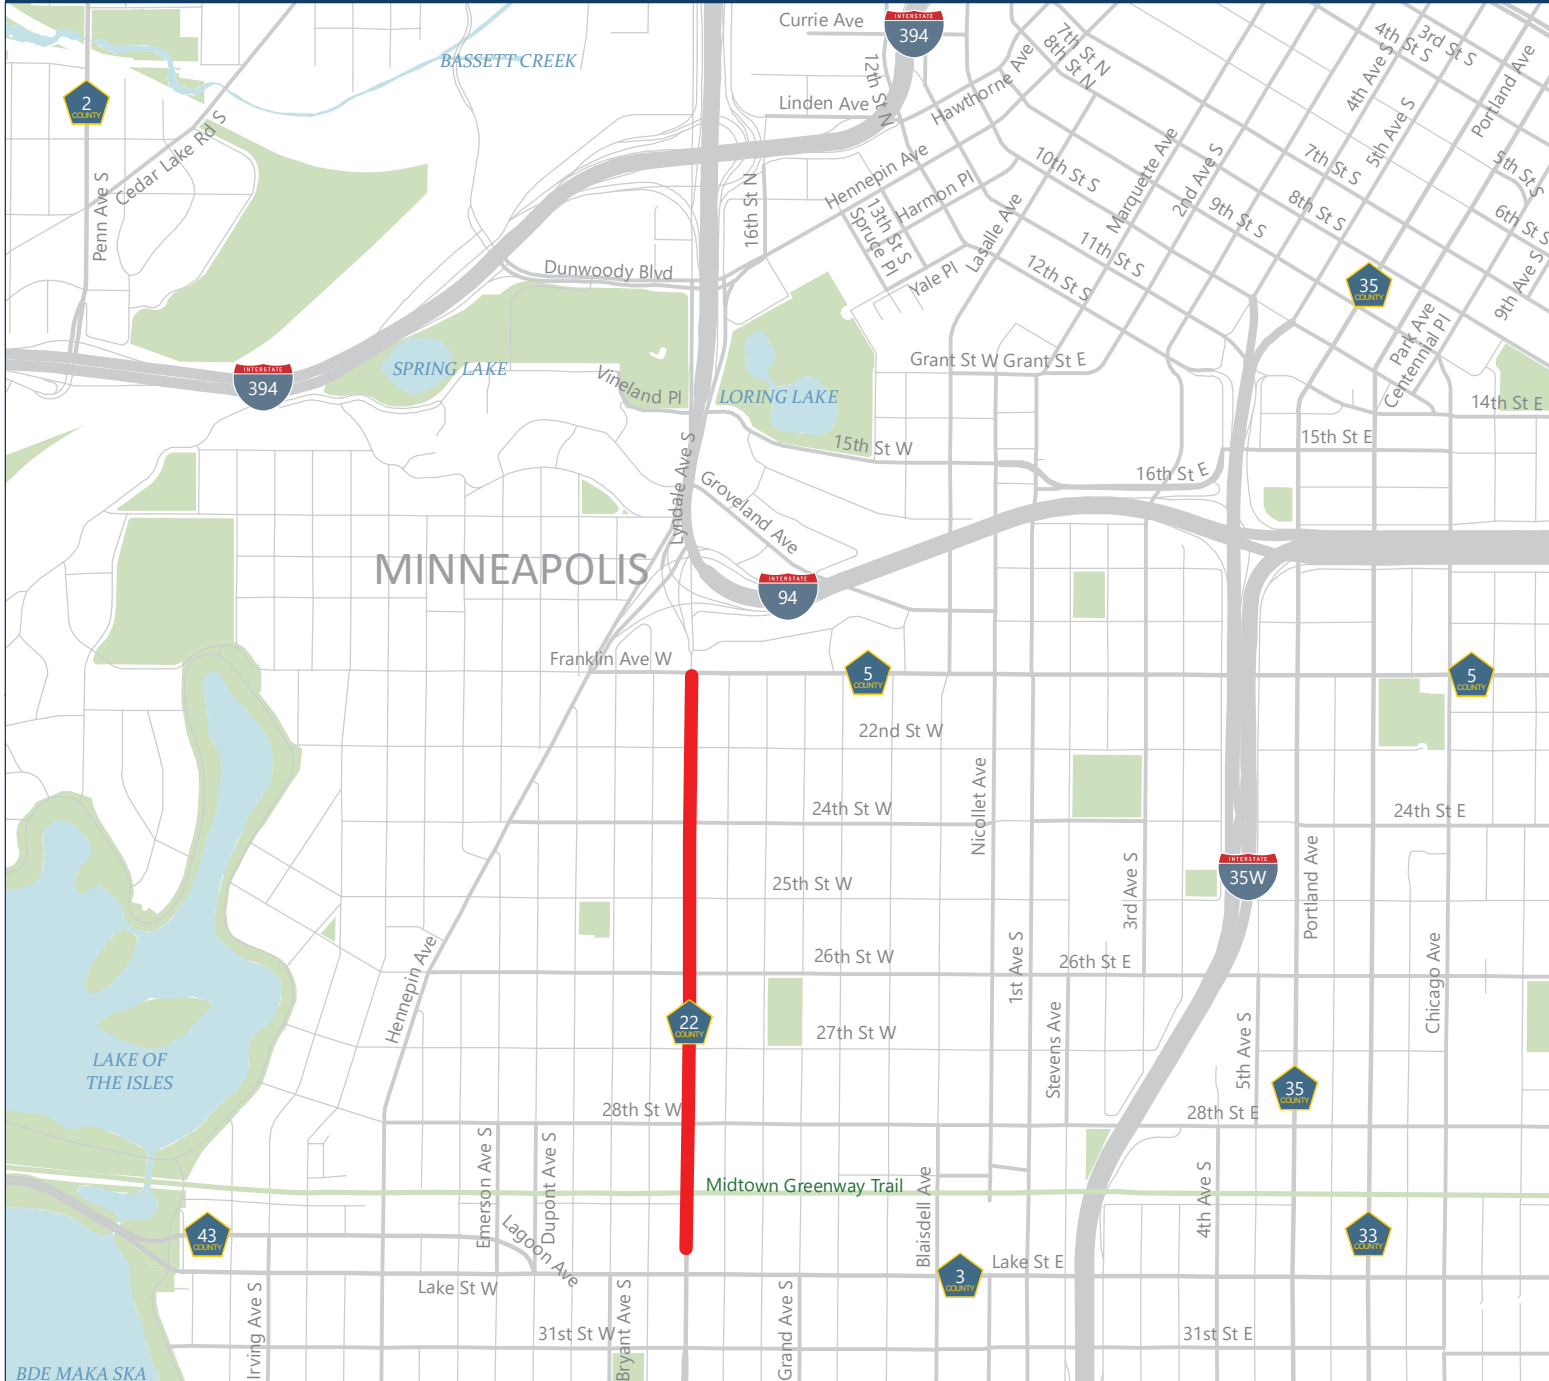 Currie Ave
INTERSTATE
394
7th St N
8th St N
4th St S
3rd St S
BASSETT CREEK
12th St N
Hawthorne Ave
4th Ave S
5th Ave S
Portland Ave
2
COUNTY
Linden Ave
Cedar Lake Rd S
Penn Ave S
Hennepin Ave
10th St S
Marquette Ave
2nd Ave S
7th St S
5th St S
16th St N
13th St S
Spruce Pl
Harmon Pl
Lasalle Ave
9th St S
8th St S
6th St S
11th St S
Dunwoody Blvd
Yale Pl
12th St S
35
COUNTY
9th Ave S
Park Ave
Centennial Pl
INTERSTATE
394
SPRING LAKE
Vineland Pl
LORING LAKE
Grant St W
Grant St E
14th St E
15th St W
15th St E
Lyndale Ave S
Groveland Ave
16th St E
MINNEAPOLIS
INTERSTATE
94
Franklin Ave W
5
COUNTY
5
COUNTY
22nd St W
Nicollet Ave
24th St W
24th St E
25th St W
3rd Ave S
INTERSTATE
35W
Portland Ave
Hennepin Ave
26th St W
1st Ave S
26th St E
Chicago Ave
22
COUNTY
27th St W
Stevens Ave
5th Ave S
LAKE OF
THE ISLES
35
COUNTY
28th St W
28th St E
Emerson Ave S
Dupont Ave S
Midtown Greenway Trail
Blaisdell Ave
4th Ave S
43
COUNTY
Lagoon Ave
33
COUNTY
Lake St W
3
COUNTY
Lake St E
Irving Ave S
31st St W
Bryant Ave S
Grand Ave S
31st St E
BDE MAKA SKA